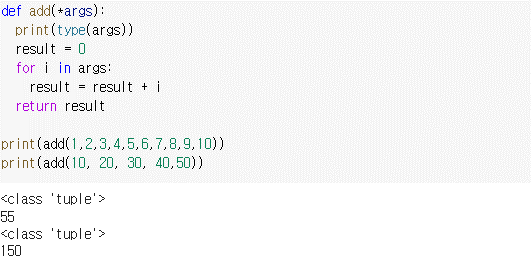 def add(*args):
  print(type(args))
  result = 0
  for i in args:
    result = result + i
  return result

print(add(1,2,3,4,5,6,7,8,9,10))
print(add(10, 20, 30, 40,50))
<class 'tuple'>
55
<class 'tuple'>
150